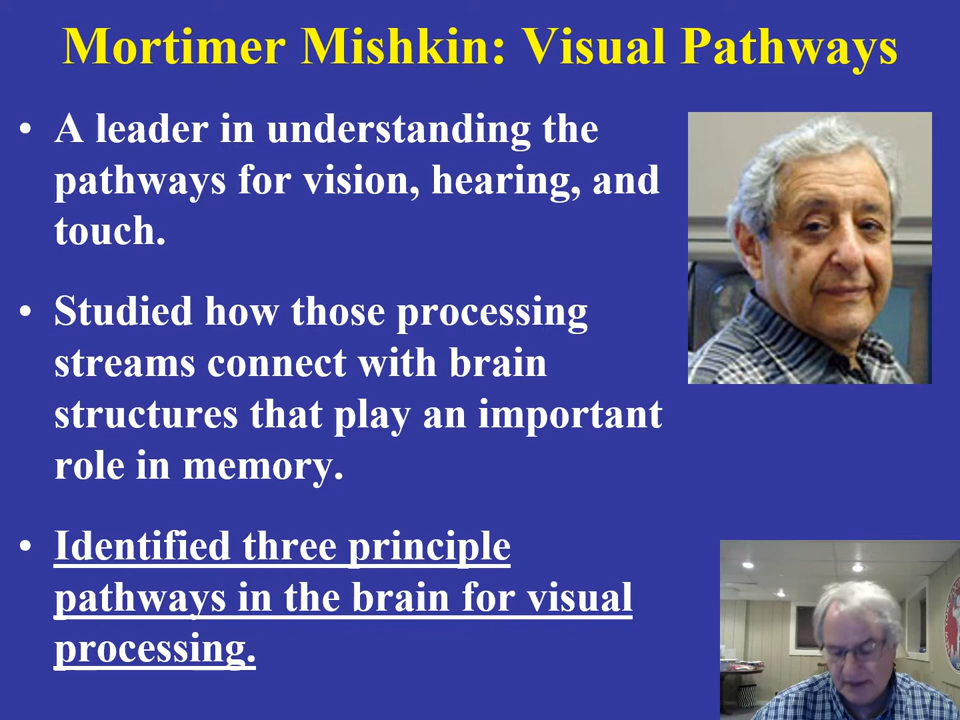 Mortimer Mishkin: Visual Pathways
• A leader in understanding the
pathways for vision, hearing, and
touch.
• Studied how those processing
streams connect with brain
structures that play an important
role in memory.
• Identified three principle
pathways in the brain for visual
processing.